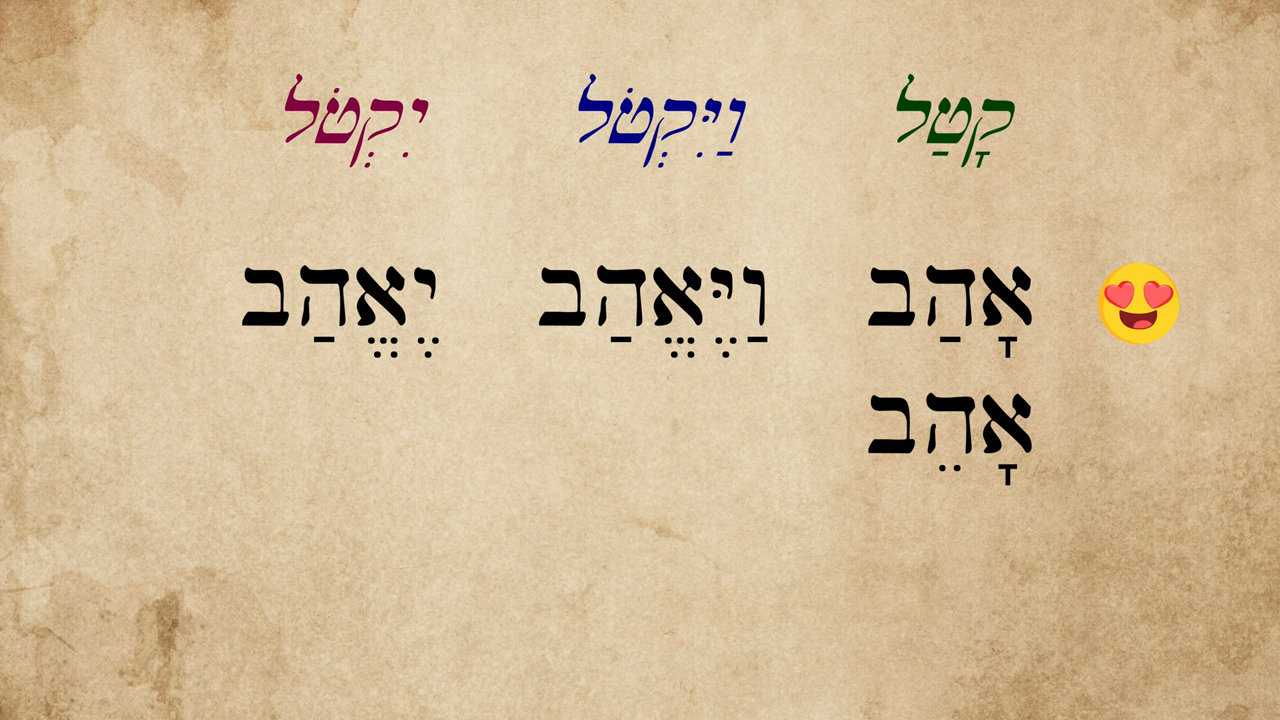 קָטַל וַיִּקְטֹל יִקְטֹל
אָהַב וַיֶּאֱהַב יֶאֱהַב
אָהֵב